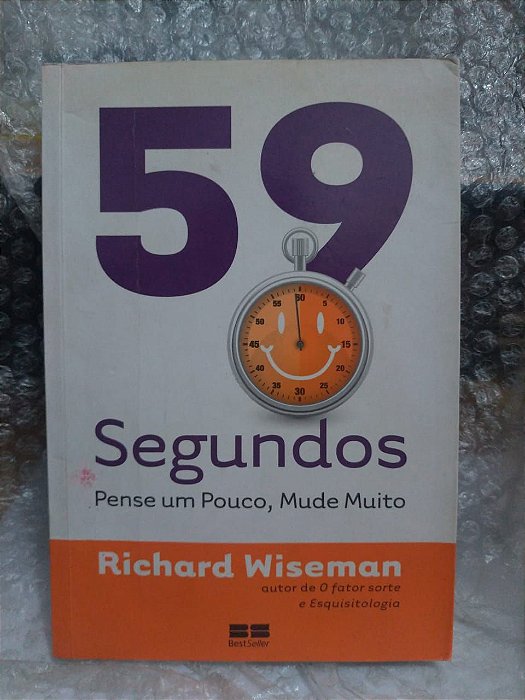 59
60
55 5
50 10
45 15
40 20
35 25
30
Segundos
Pense um Pouco, Mude Muito
Richard Wiseman
autor de O fator sorte
e Esquisitologia
BS
BestSeller